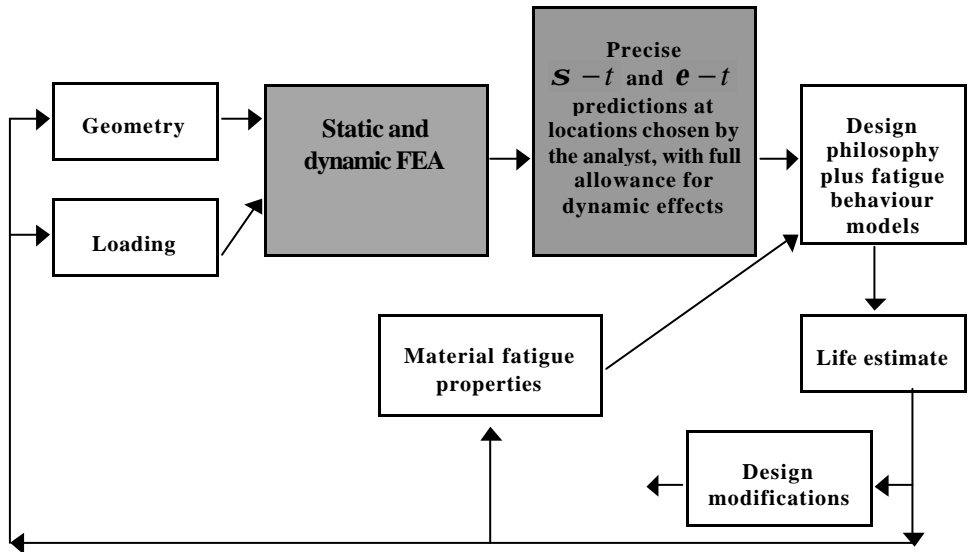 Geometry
Loading
Static and
dynamic FEA
Precise
s – t and e – t
predictions at
locations chosen by
the analyst, with full
allowance for
dynamic effects
Design
philosophy
plus fatigue
behaviour
models
Material fatigue
properties
Life estimate
Design
modifications